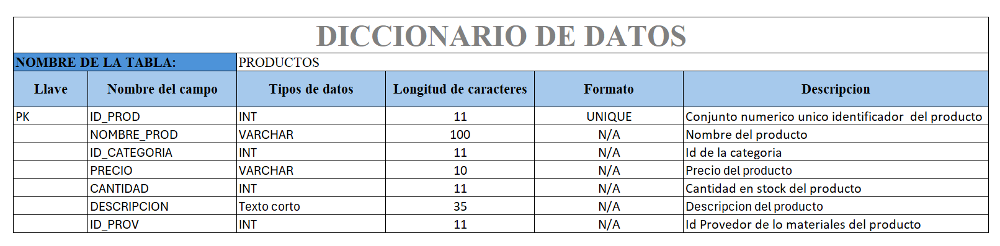 DICCIONARIO DE DATOS
NOMBRE DE LA TABLA: PRODUCTOS
Llave Nombre del campo Tipos de datos Longitud de caracteres Formato Descripcion
PK ID_PROD INT 11 UNIQUE Conjunto numerico unico identificador del producto
NOMBRE_PROD VARCHAR 100 N/A Nombre del producto
ID_CATEGORIA INT 11 N/A Id de la categoria
PRECIO VARCHAR 10 N/A Precio del producto
CANTIDAD INT 11 N/A Cantidad en stock del producto
DESCRIPCION Texto corto 35 N/A Descripcion del producto
ID_PROV INT 11 N/A Id Provedor de lo materiales del producto